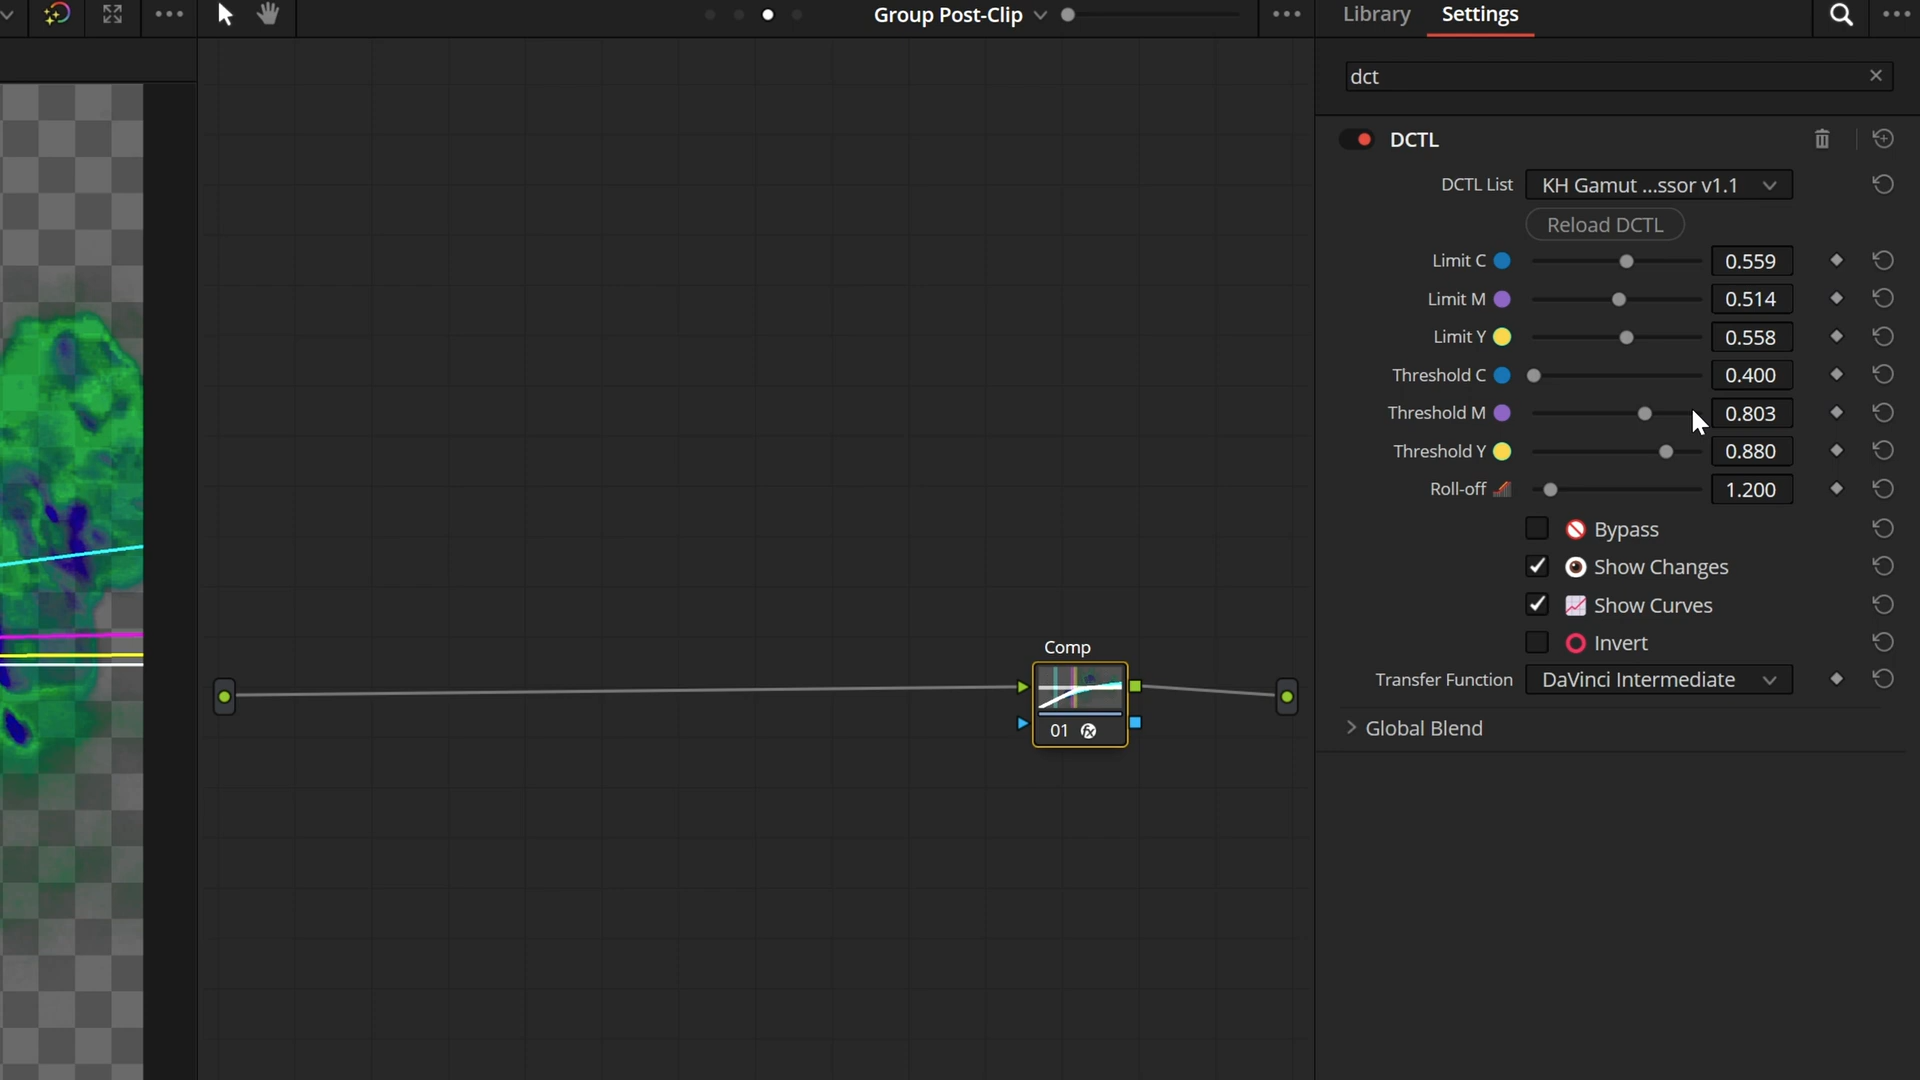 Group Post-Clip
Library Settings
dct
DCTL
DCTL List KH Gamut ...ssor v1.1
Reload DCTL
Limit C 0.559
Limit M 0.514
Limit Y 0.558
Threshold C 0.400
Threshold M 0.803
Threshold Y 0.880
Roll-off 1.200
Bypass
Show Changes
Show Curves
Invert
Transfer Function DaVinci Intermediate
Global Blend
Comp
01 fx